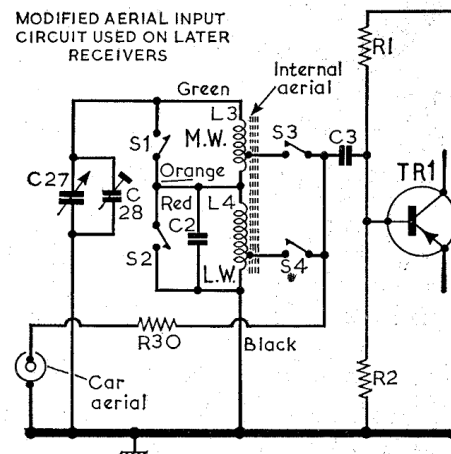 MODIFIED AERIAL INPUT
CIRCUIT USED ON LATER
RECEIVERS
R1
Internal
aerial
Green
L3
S1
M.W.
S3
C3
TR1
Orange
C27
C
28
Red
L4
C2
S2
L.W.
S4
R30
Black
Car
aerial
R2